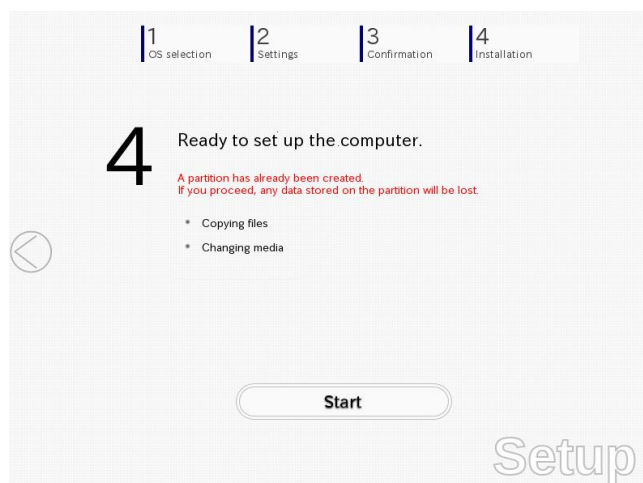 1
OS selection
2
Settings
3
Confirmation
4
Installation
4
Ready to set up the computer.
A partition has already been created.
If you proceed, any data stored on the partition will be lost.
Copying files
Changing media
Start
Setup